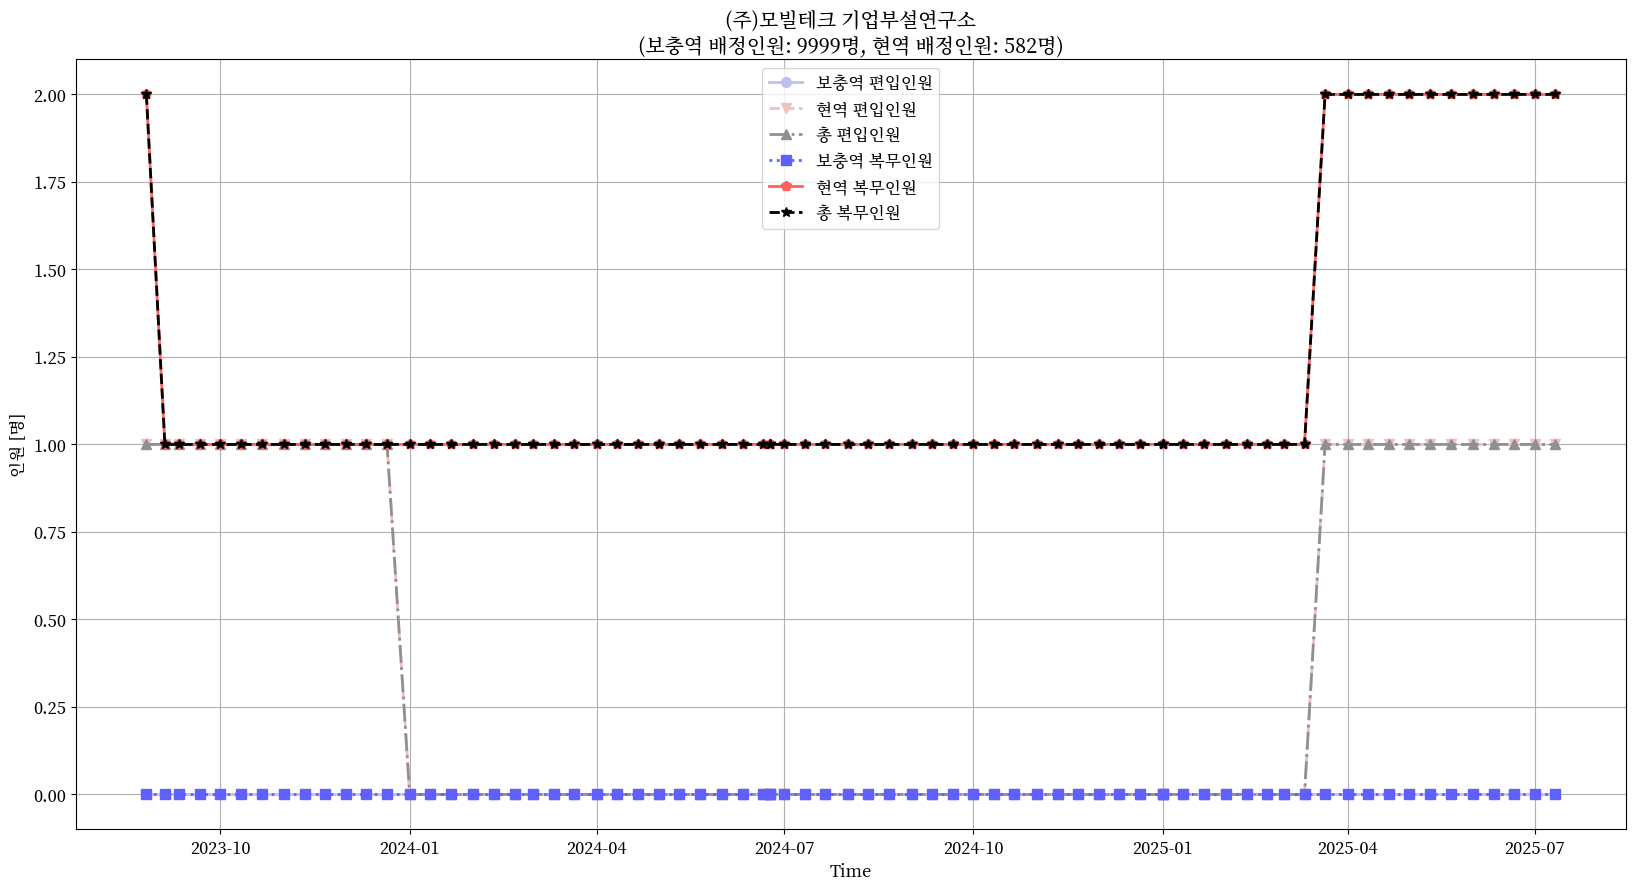 (주)모빌테크 기업부설연구소
(보충역 배정인원: 9999명, 현역 배정인원: 582명)
보충역 편입인원
현역 편입인원
총 편입인원
보충역 복무인원
현역 복무인원
총 복무인원
2.00
1.75
1.50
1.25
1.00
0.75
0.50
0.25
0.00
인원 [명]
2023-10
2024-01
2024-04
2024-07
2024-10
2025-01
2025-04
2025-07
Time